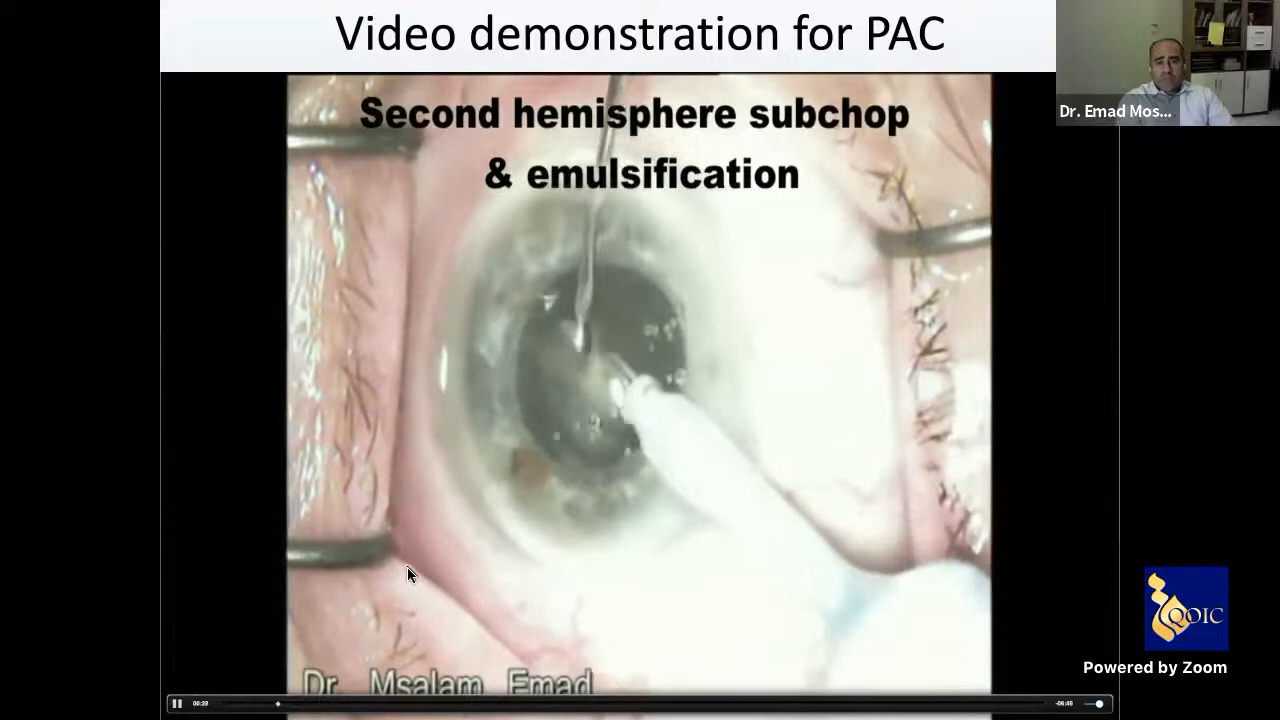 Video demonstration for PAC
Dr. Emad Mos...
Second hemisphere subchop
& emulsification
QOIC
Powered by Zoom
Dr. Msalam Emad